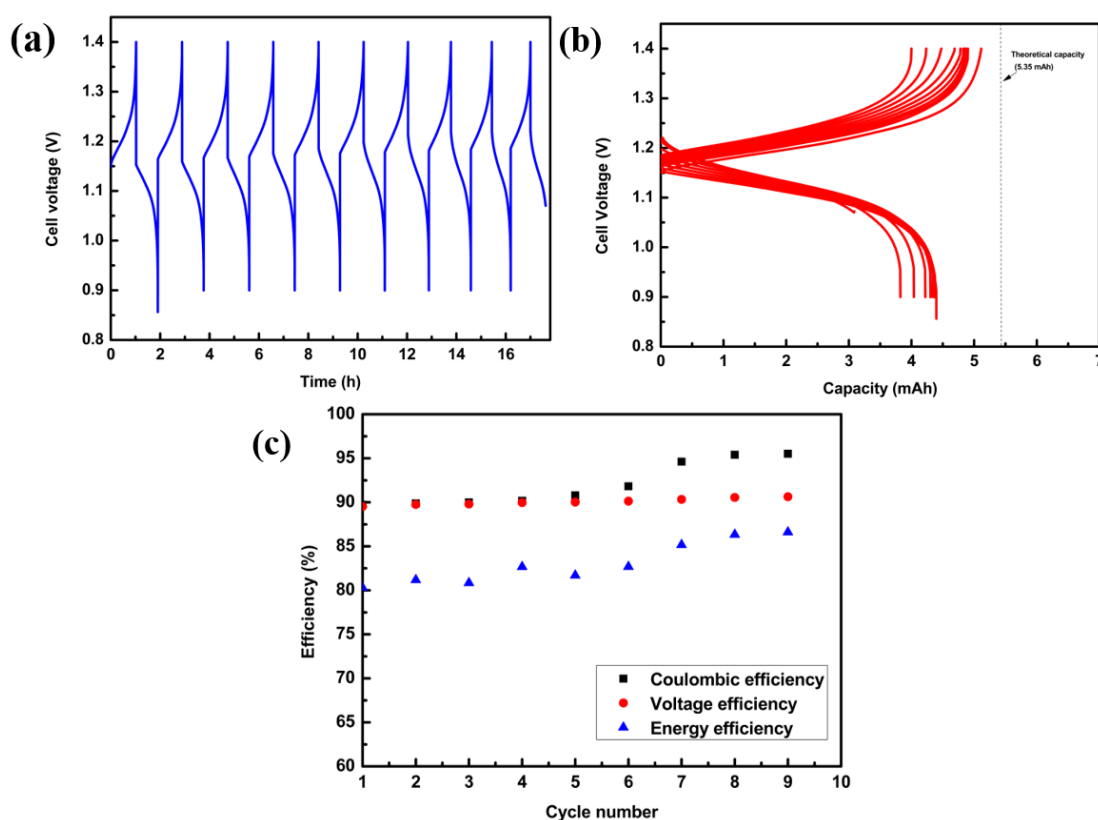 (a)
1.4
1.3
1.2
1.1
1.0
0.9
0.8
Cell voltage (V)
0 2 4 6 8 10 12 14 16
Time (h)
(b)
1.4
1.3
1.2
1.1
1.0
0.9
0.8
Cell Voltage (V)
Theoretical capacity
(5.35 mAh)
0 1 2 3 4 5 6 7
Capacity (mAh)
(c)
100
95
90
85
80
75
70
65
60
Efficiency (%)
Coulombic efficiency
Voltage efficiency
Energy efficiency
1 2 3 4 5 6 7 8 9 10
Cycle number